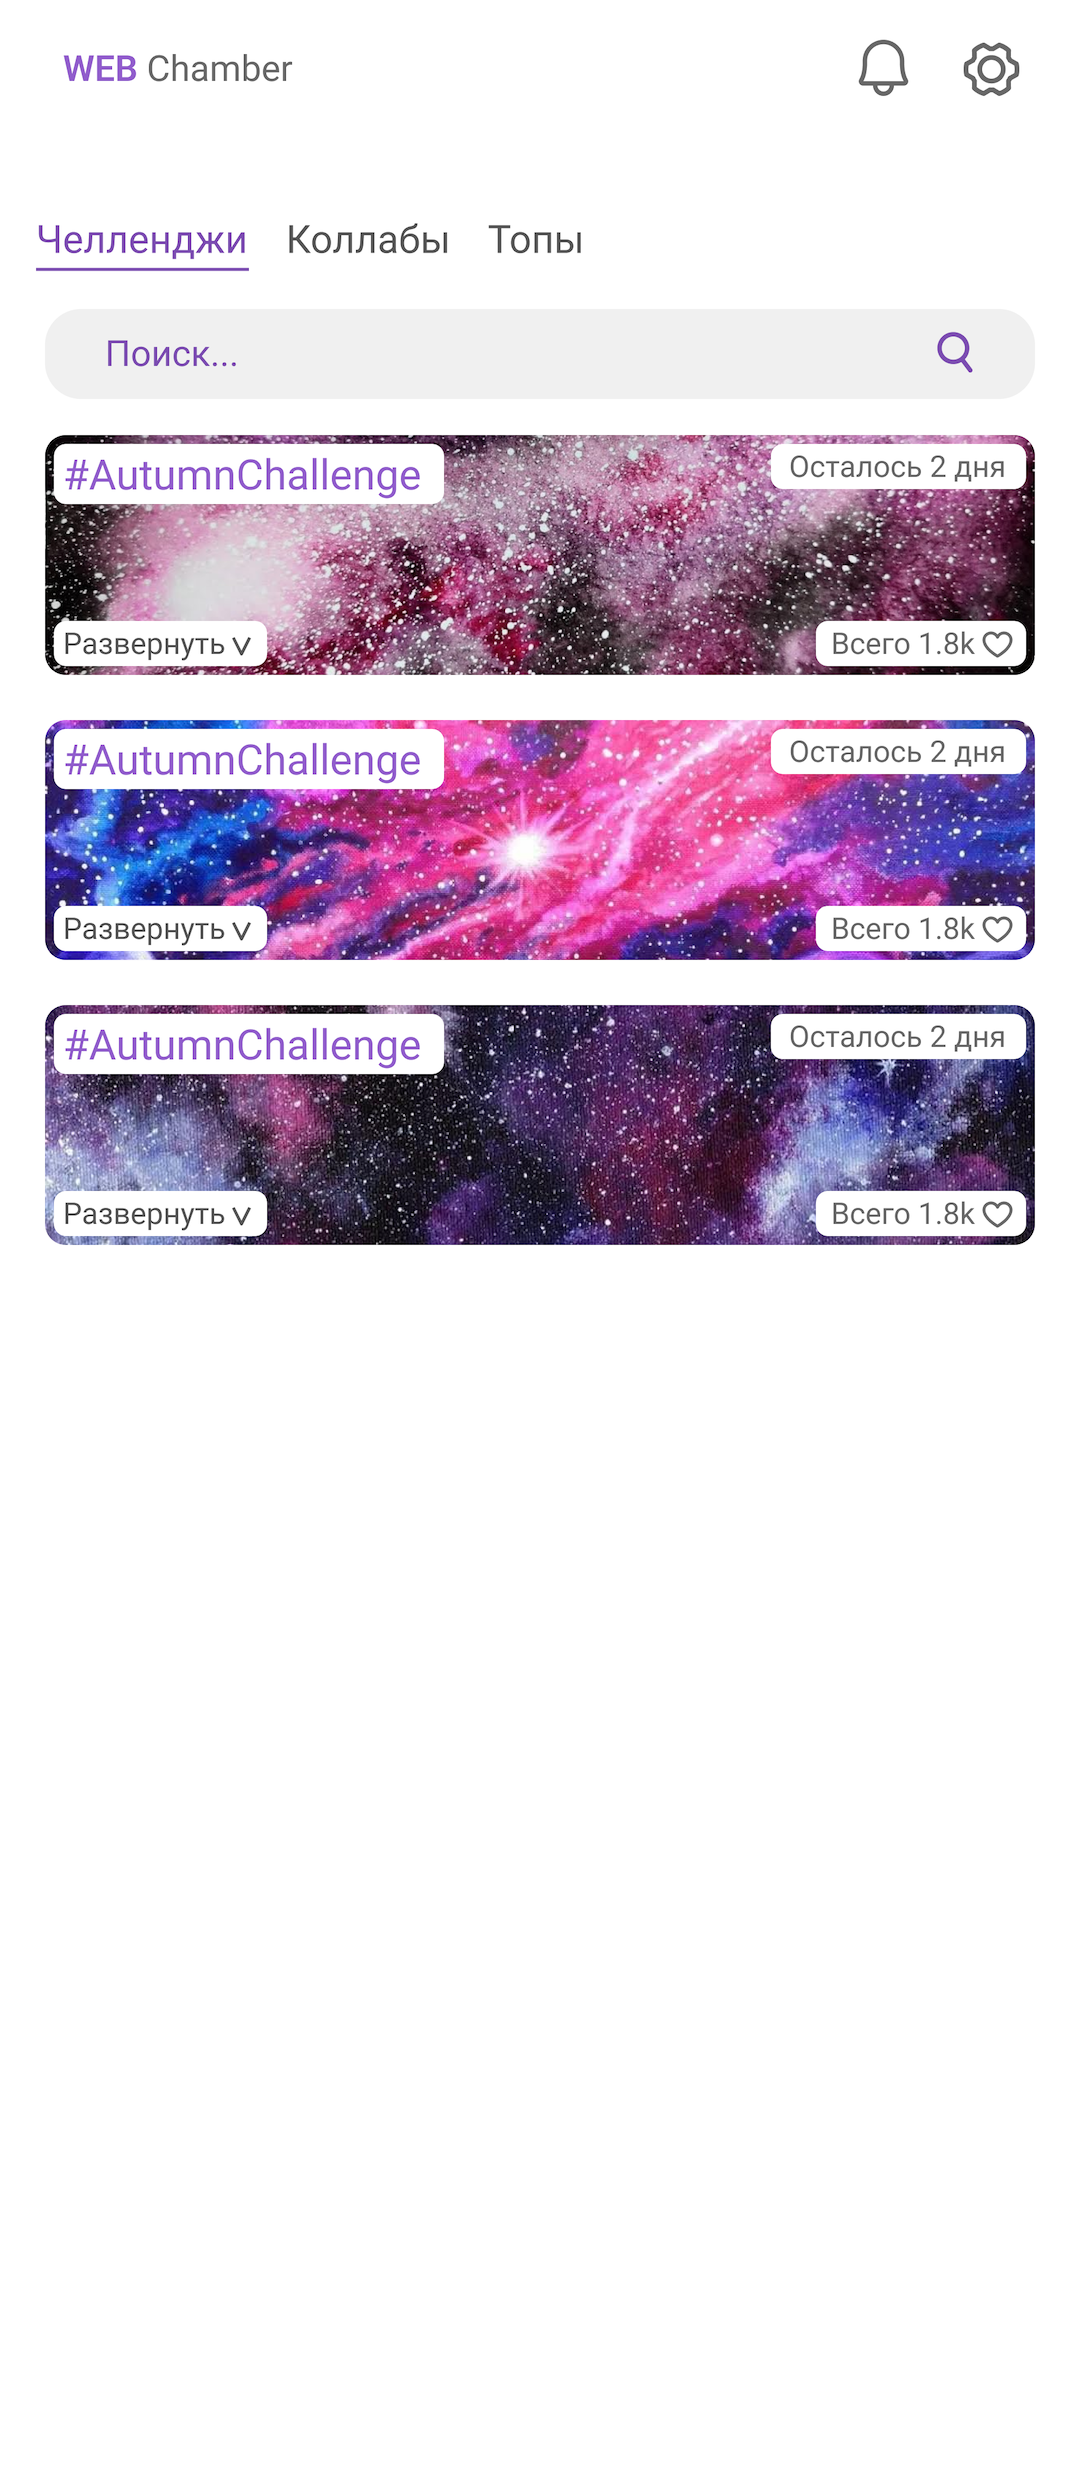 WEB Chamber
Челленджи Коллабы Топы
Поиск...
#AutumnChallenge
Осталось 2 дня
Развернуть
Всего 1.8k
#AutumnChallenge
Осталось 2 дня
Развернуть
Всего 1.8k
#AutumnChallenge
Осталось 2 дня
Развернуть
Всего 1.8k